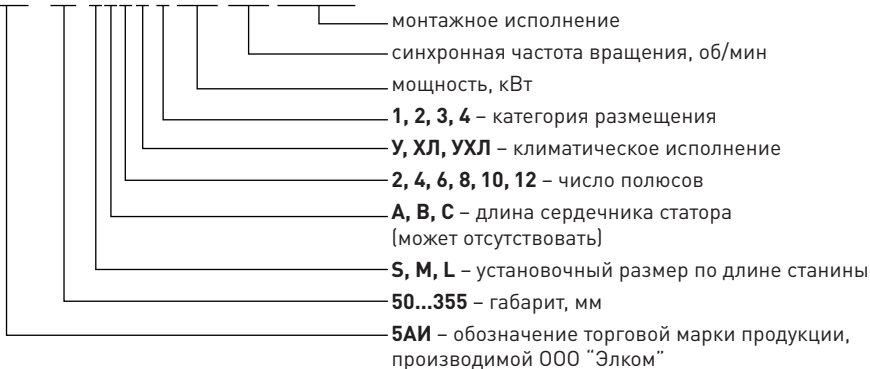 монтажное исполнение
синхронная частота вращения, об/мин
мощность, кВт
1, 2, 3, 4 – категория размещения
У, ХЛ, УХЛ – климатическое исполнение
2, 4, 6, 8, 10, 12 – число полюсов
А, В, С – длина сердечника статора
(может отсутствовать)
S, M, L – установочный размер по длине станины
50...355 – габарит, мм
5АИ – обозначение торговой марки продукции,
производимой ООО “Элком”